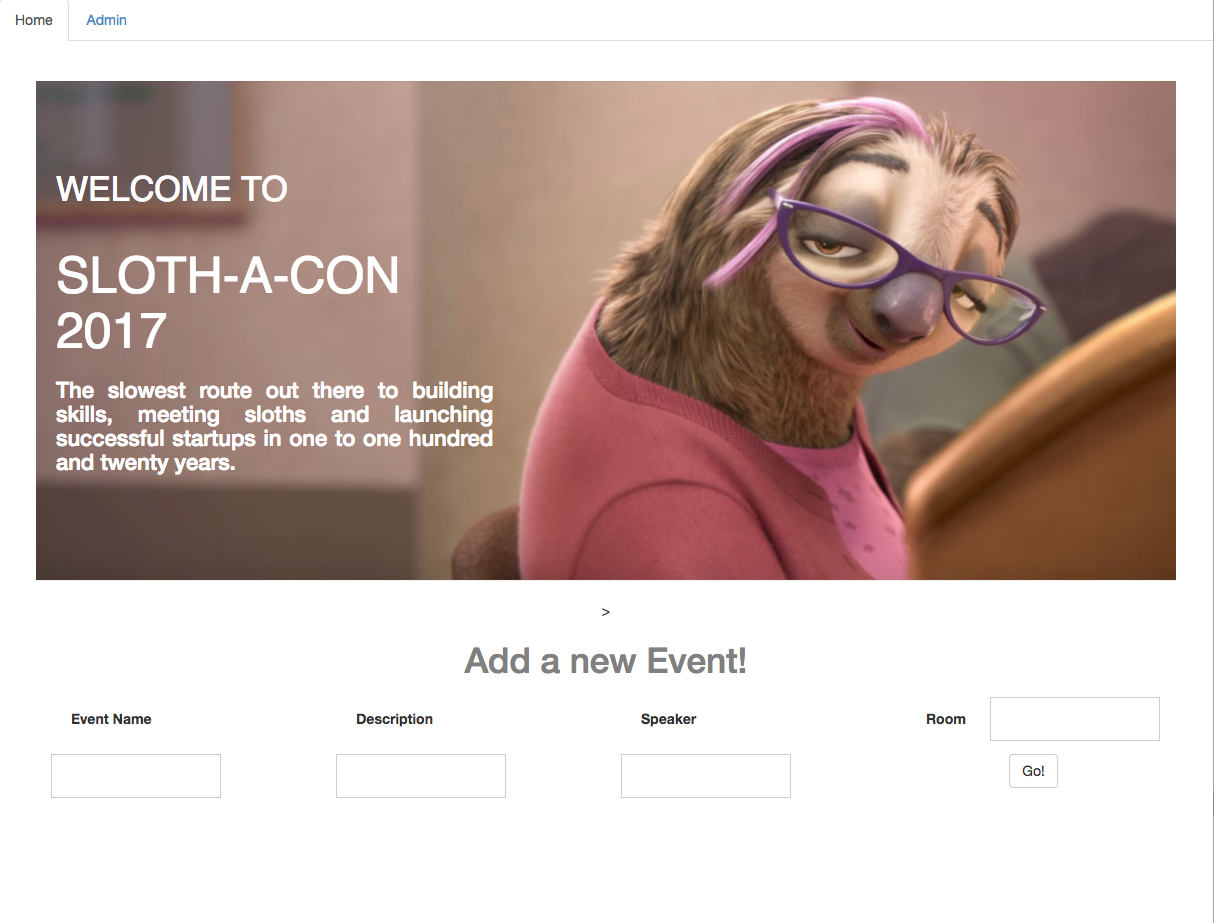 Home Admin
WELCOME TO
SLOTH-A-CON
2017
The slowest route out there to building
skills, meeting sloths and launching
successful startups in one to one hundred
and twenty years.
>
Add a new Event!
Event Name Description Speaker Room
Go!